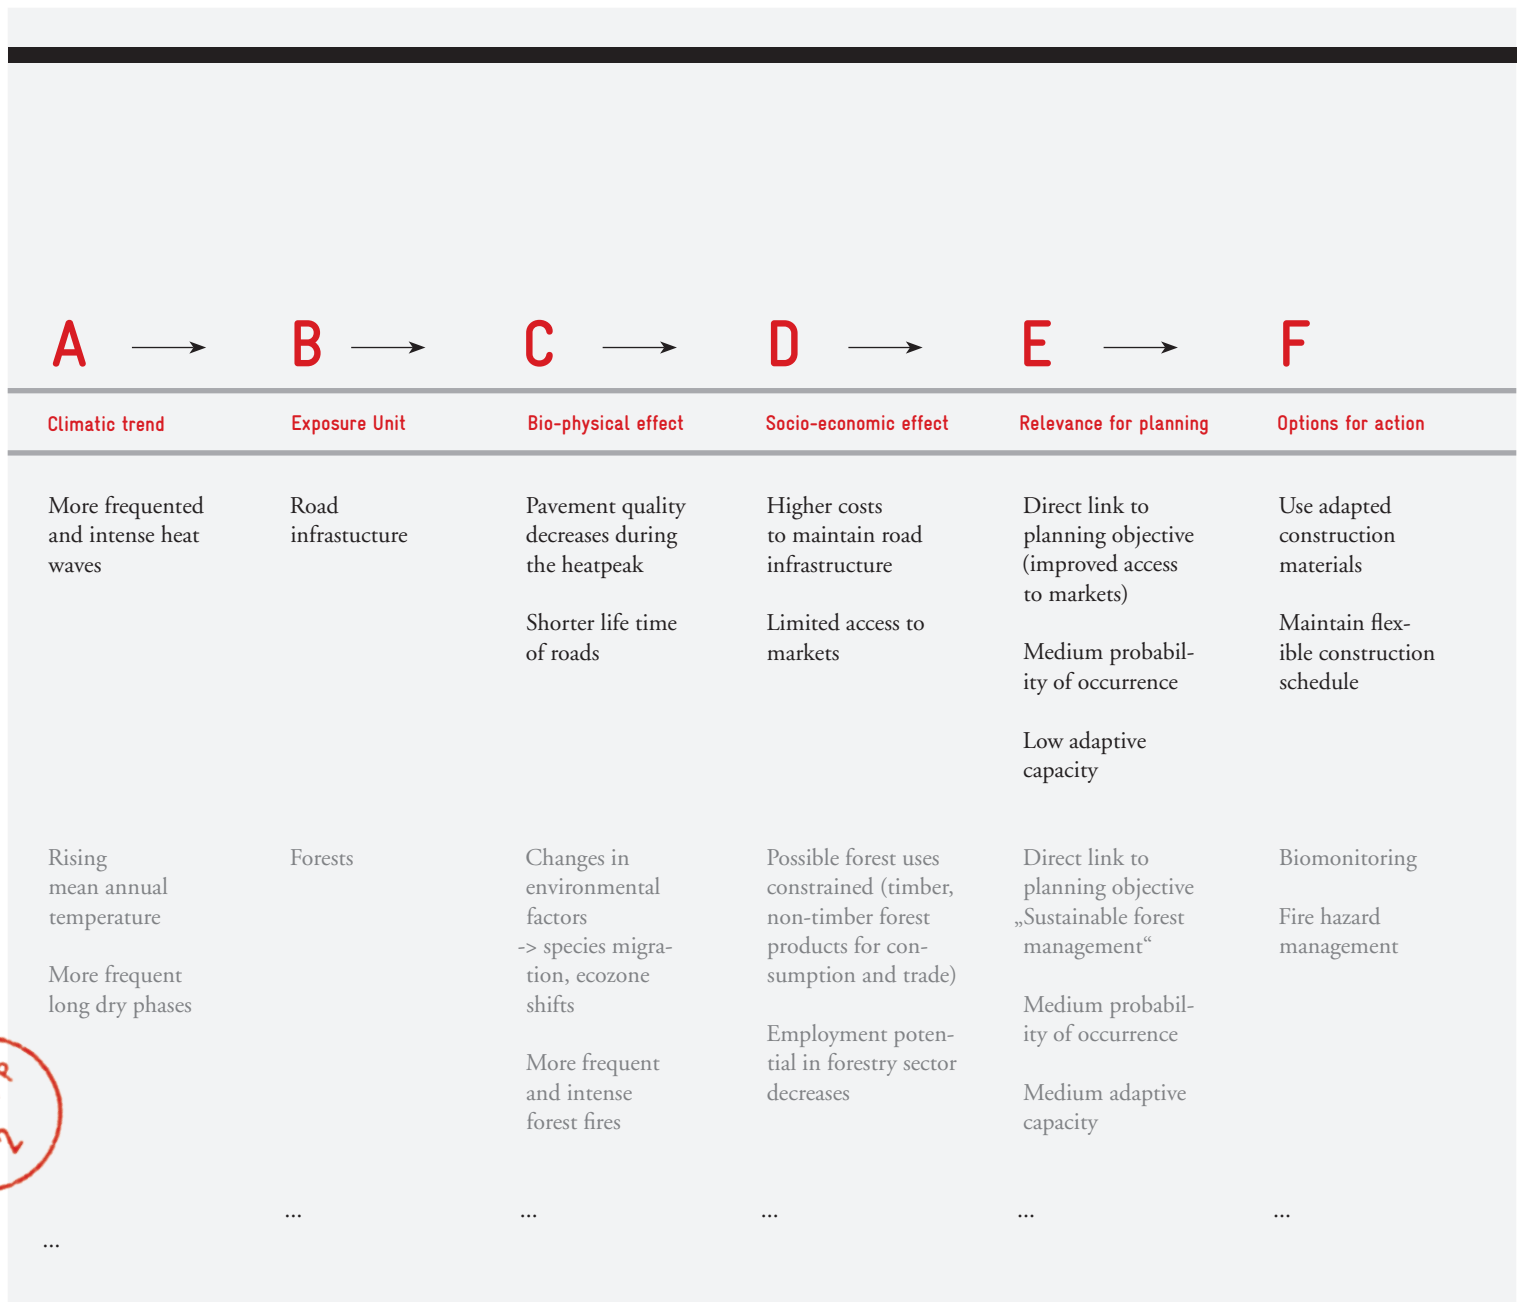 A
B
C
D
E
F
Climatic trend
Exposure Unit
Bio-physical effect
Socio-economic effect
Relevance for planning
Options for action
More frequented
and intense heat
waves
Road
infrastucture
Pavement quality
decreases during
the heatpeak
Shorter life time
of roads
Higher costs
to maintain road
infrastructure
Limited access to
markets
Direct link to
planning objective
(improved access
to markets)
Medium probabil-
ity of occurrence
Low adaptive
capacity
Use adapted
construction
materials
Maintain flex-
ible construction
schedule
Rising
mean annual
temperature
More frequent
long dry phases
Forests
Changes in
environmental
factors
-> species migra-
tion, ecozone
shifts
More frequent
and intense
forest fires
Possible forest uses
constrained (timber,
non-timber forest
products for con-
sumption and trade)
Employment poten-
tial in forestry sector
decreases
Direct link to
planning objective
„Sustainable forest
management“
Medium probabil-
ity of occurrence
Medium adaptive
capacity
Biomonitoring
Fire hazard
management
...
...
...
...
...
...